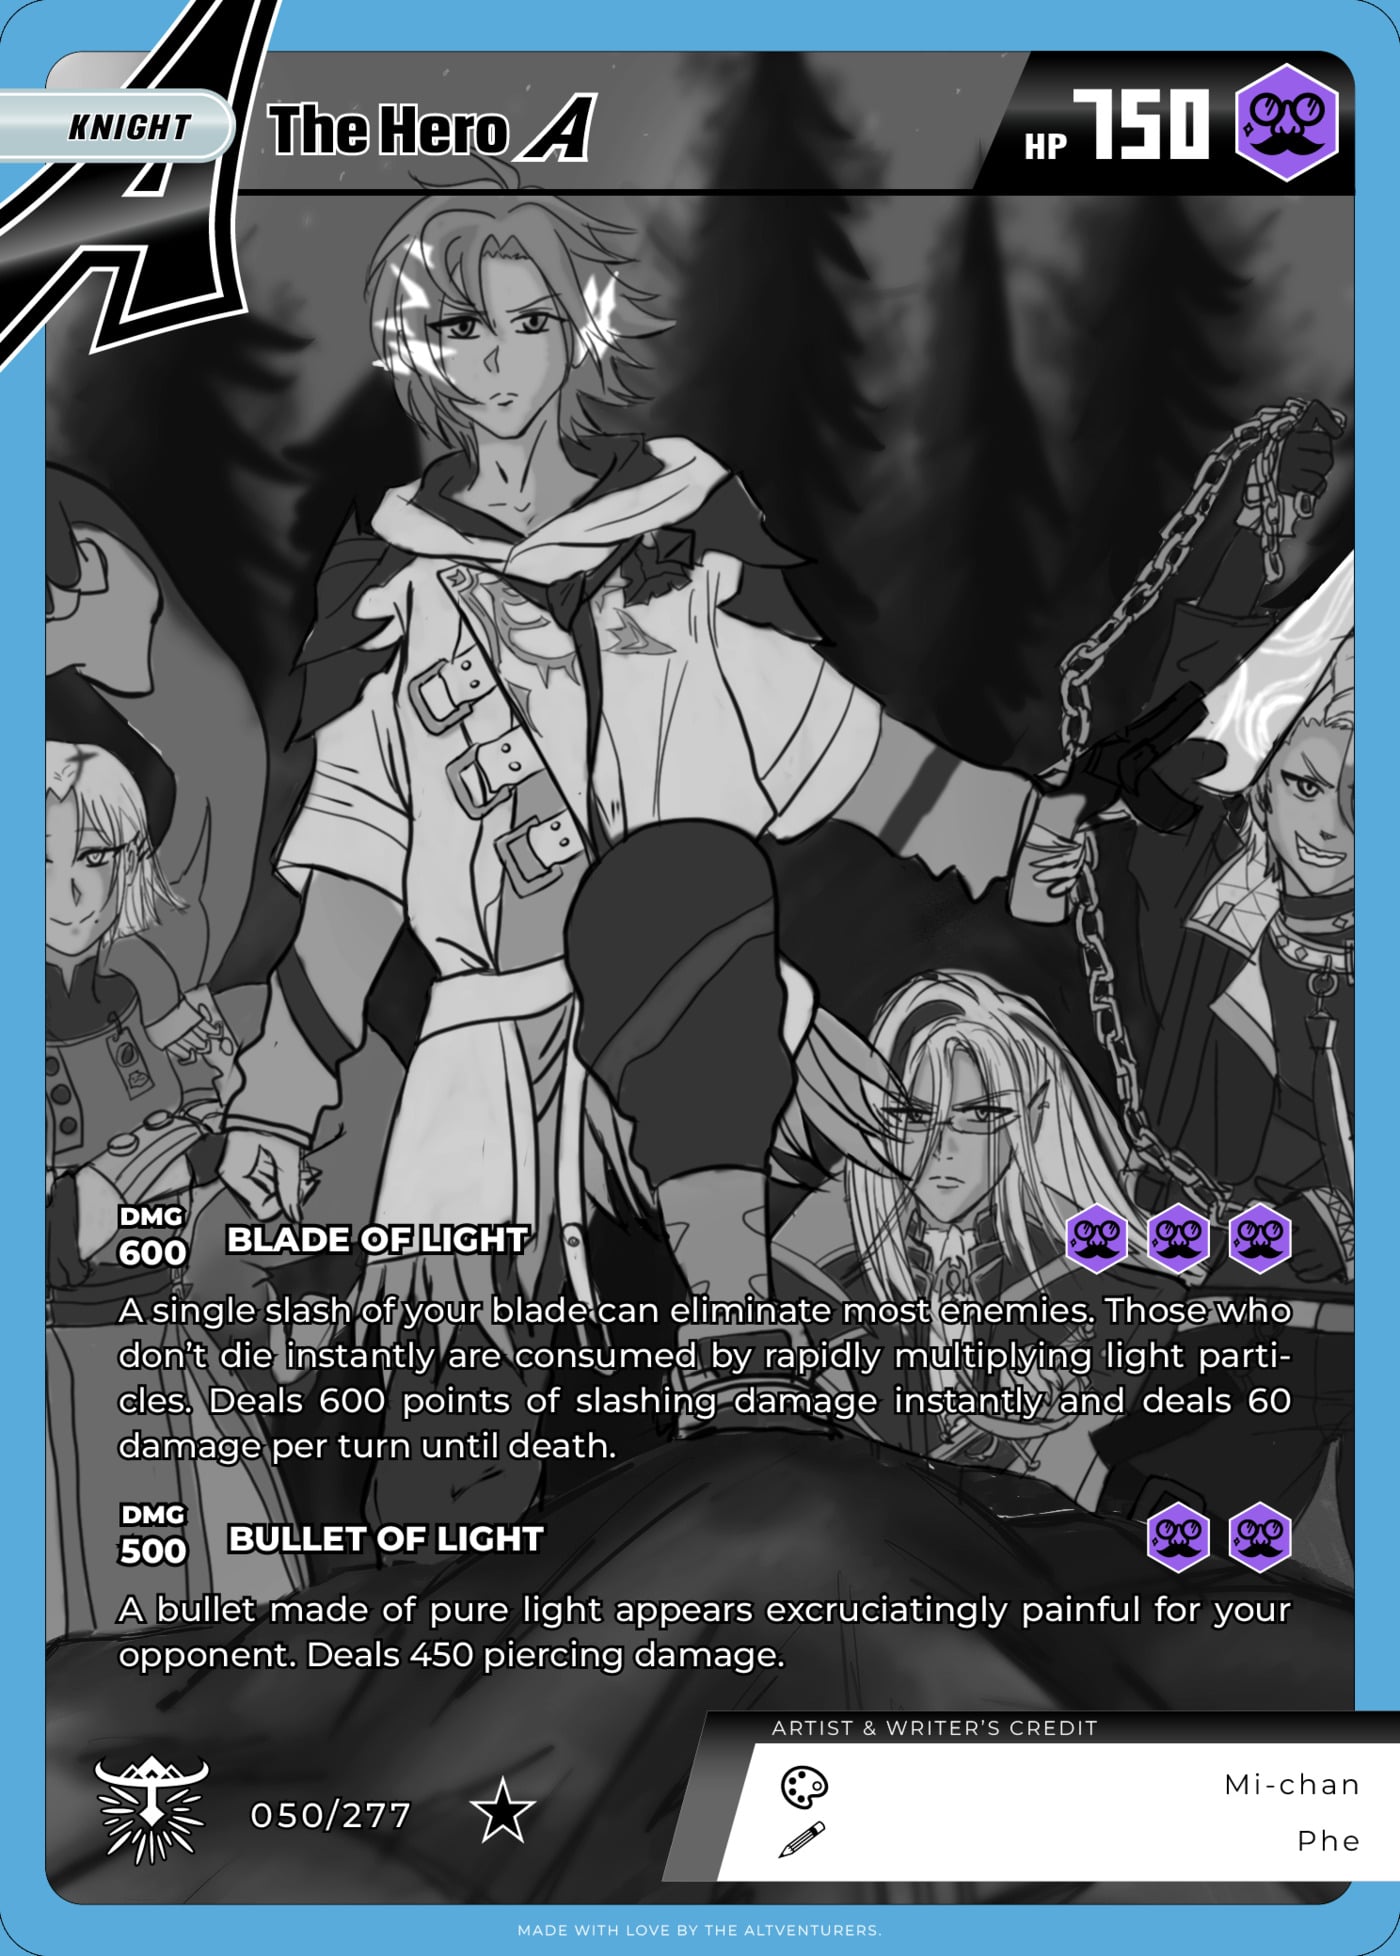 A
KNIGHT
The Hero A
HP 750
DMG
600
BLADE OF LIGHT
A single slash of your blade can eliminate most enemies. Those who
don't die instantly are consumed by rapidly multiplying light parti-
cles. Deals 600 points of slashing damage instantly and deals 60
damage per turn until death.
DMG
500
BULLET OF LIGHT
A bullet made of pure light appears excruciatingly painful for your
opponent. Deals 450 piercing damage.
ARTIST & WRITER'S CREDIT
Mi-chan
Phe
050/277
MADE WITH LOVE BY THE ALTVENTURERS.